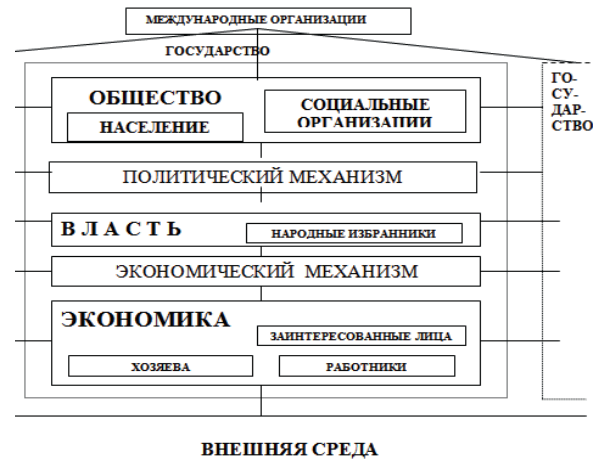 МЕЖДУНАРОДНЫЕ ОРГАНИЗАЦИИ
ГОСУДАРСТВО
ОБЩЕСТВО
НАСЕЛЕНИЕ
СОЦИАЛЬНЫЕ
ОРГАНИЗАЦИИ
ГО-
СУ-
ДАР-
СТВО
ПОЛИТИЧЕСКИЙ МЕХАНИЗМ
В Л А С Т Ь
НАРОДНЫЕ ИЗБРАННИКИ
ЭКОНОМИЧЕСКИЙ МЕХАНИЗМ
ЭКОНОМИКА
ЗАИНТЕРЕСОВАННЫЕ ЛИЦА
ХОЗЯЕВА
РАБОТНИКИ
ВНЕШНЯЯ СРЕДА